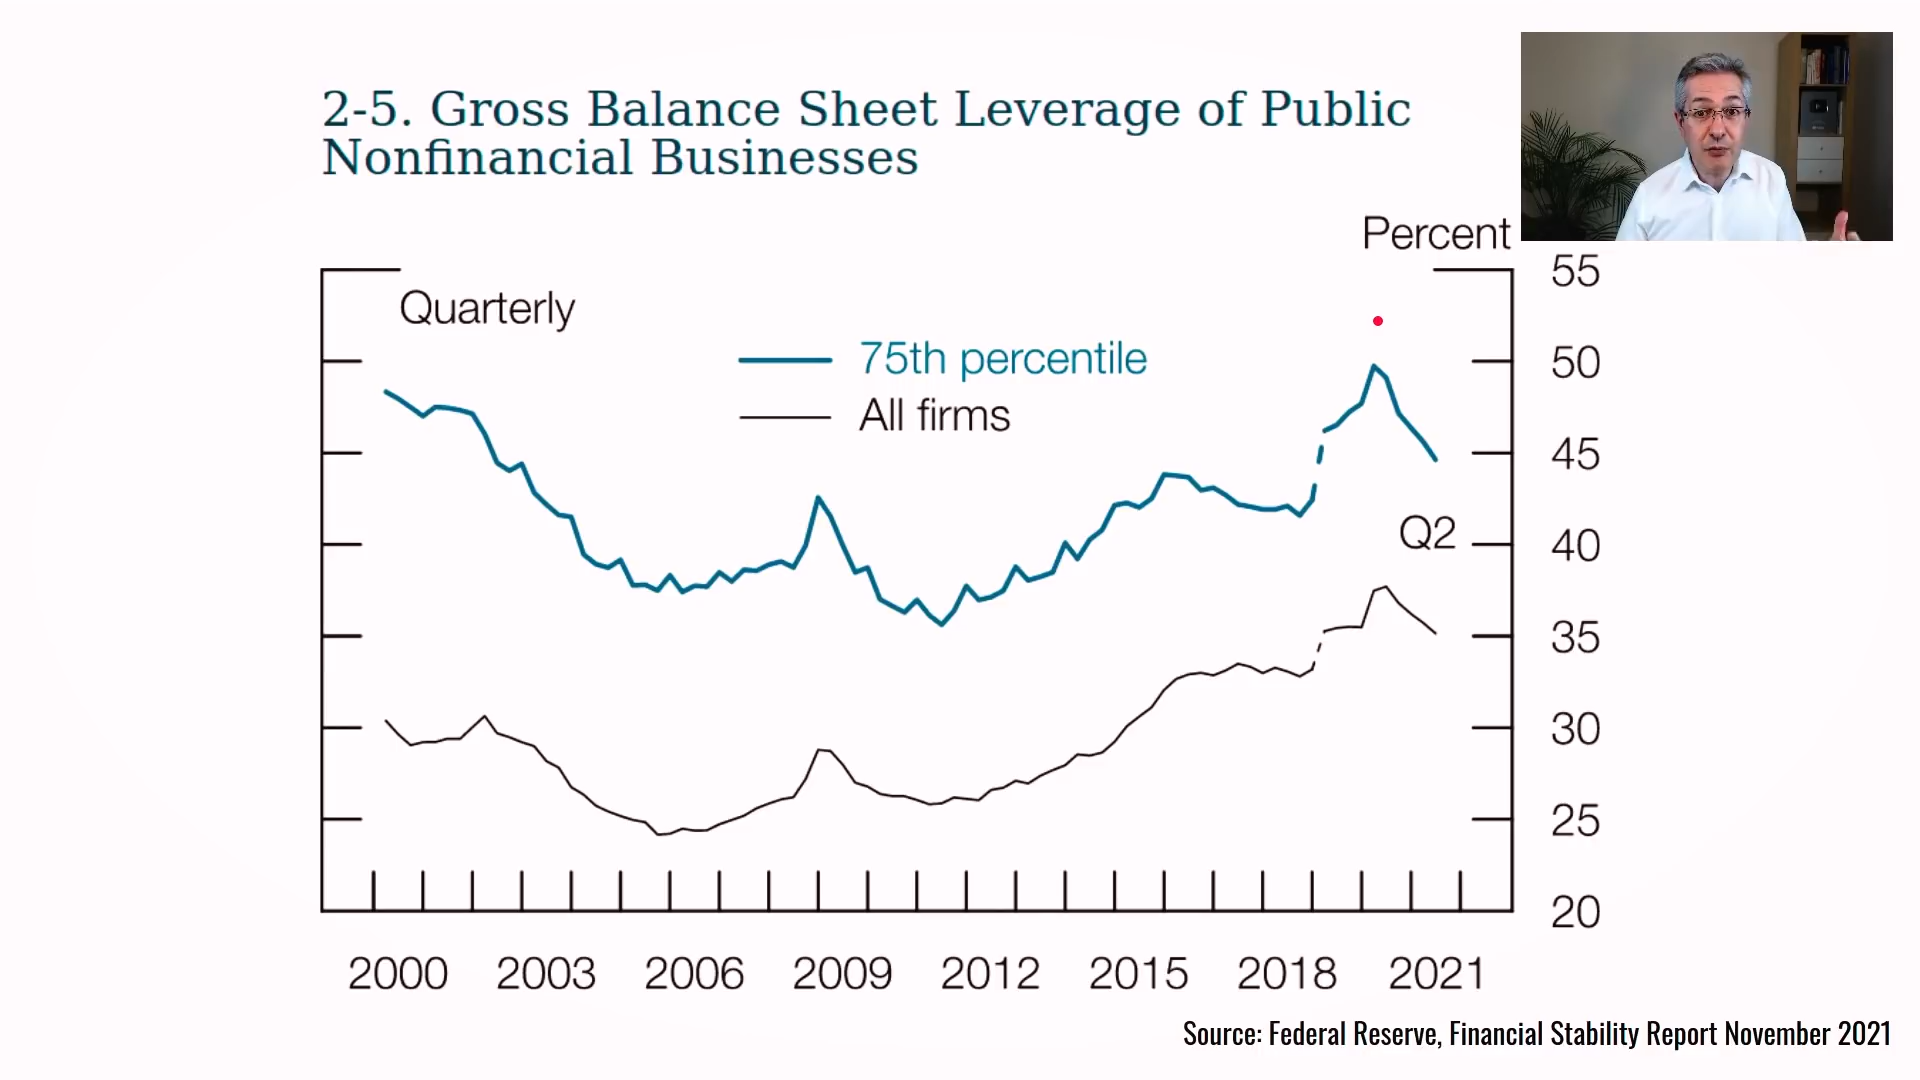 2-5. Gross Balance Sheet Leverage of Public
Nonfinancial Businesses
Percent
Quarterly
75th percentile
All firms
Q2
55
50
45
40
35
30
25
20
2000 2003 2006 2009 2012 2015 2018 2021
Source: Federal Reserve, Financial Stability Report November 2021